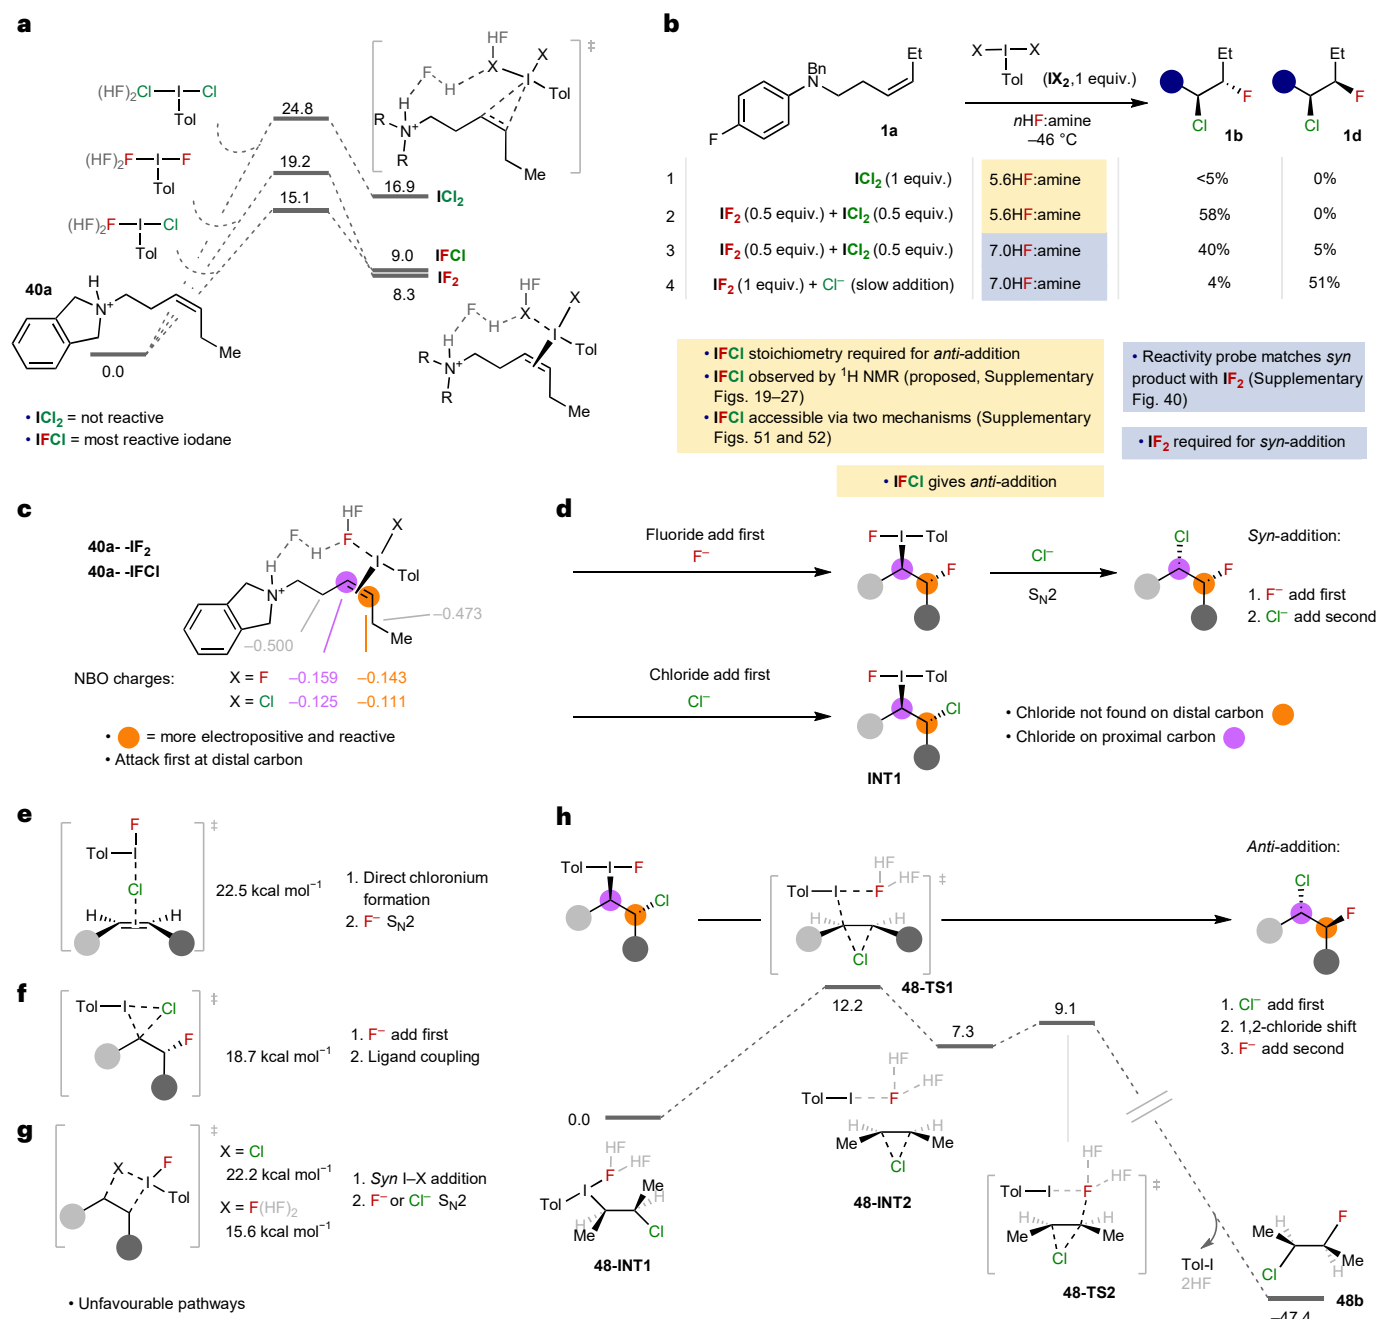 a
(HF)2Cl—I—Cl
Tol
24.8
(HF)2F—I—F
Tol
19.2
15.1
(HF)2F—I—Cl
Tol
40a
H
N+
Me
0.0
HF
X
X
F
H
I
Tol
H
R
N+
R
Me
‡
16.9
ICl2
9.0
IFCl
IF2
8.3
HF
X
X
F
H
I
Tol
H
R
N+
R
Me
• ICl2 = not reactive
• IFCl = most reactive iodane
b
Bn
N
Et
F
1a
X—I—X
Tol
(IX2,1 equiv.)
nHF:amine
–46 °C
Et
F
Cl
1b
Et
F
Cl
1d
1 ICl2 (1 equiv.) 5.6HF:amine <5% 0%
2 IF2 (0.5 equiv.) + ICl2 (0.5 equiv.) 5.6HF:amine 58% 0%
3 IF2 (0.5 equiv.) + ICl2 (0.5 equiv.) 7.0HF:amine 40% 5%
4 IF2 (1 equiv.) + Cl– (slow addition) 7.0HF:amine 4% 51%
• IFCl stoichiometry required for anti-addition
• IFCl observed by 1H NMR (proposed, Supplementary
Figs. 19–27)
• IFCl accessible via two mechanisms (Supplementary
Figs. 51 and 52)
• Reactivity probe matches syn
product with IF2 (Supplementary
Fig. 40)
• IF2 required for syn-addition
• IFCl gives anti-addition
c
40a- -IF2
40a- -IFCl
HF
F
X
F
H
I
Tol
H
N+
Me
–0.473
–0.500
NBO charges:
X = F –0.159 –0.143
X = Cl –0.125 –0.111
• = more electropositive and reactive
• Attack first at distal carbon
d
Fluoride add first
F–
F—I—Tol
F
Cl–
SN2
Cl
F
Syn-addition:
1. F– add first
2. Cl– add second
Chloride add first
Cl–
F—I—Tol
Cl
INT1
• Chloride not found on distal carbon
• Chloride on proximal carbon
e
F
Tol—I
Cl
H
H
I
‡
22.5 kcal mol–1
1. Direct chloronium
formation
2. F– SN2
f
Tol—I
Cl
F
‡
18.7 kcal mol–1
1. F– add first
2. Ligand coupling
g
X
F
I
Tol
‡
X = Cl
22.2 kcal mol–1
X = F(HF)2
15.6 kcal mol–1
1. Syn I–X addition
2. F– or Cl– SN2
• Unfavourable pathways
h
Tol—I—F
Cl
HF
HF
Tol—I
F
H
H
Cl
‡
48-TS1
Anti-addition:
Cl
F
1. Cl– add first
2. 1,2-chloride shift
3. F– add second
12.2
7.3
9.1
0.0
HF
HF
F
I
Tol
Me
H
H
Me
Cl
48-INT1
HF
HF
Tol—I
F
H
H
Me
Me
Cl
48-INT2
HF
HF
Tol—I
F
H
H
Me
Me
Cl
‡
48-TS2
Tol-I
2HF
H
F
Me
Me
Cl
H
48b
–47.4